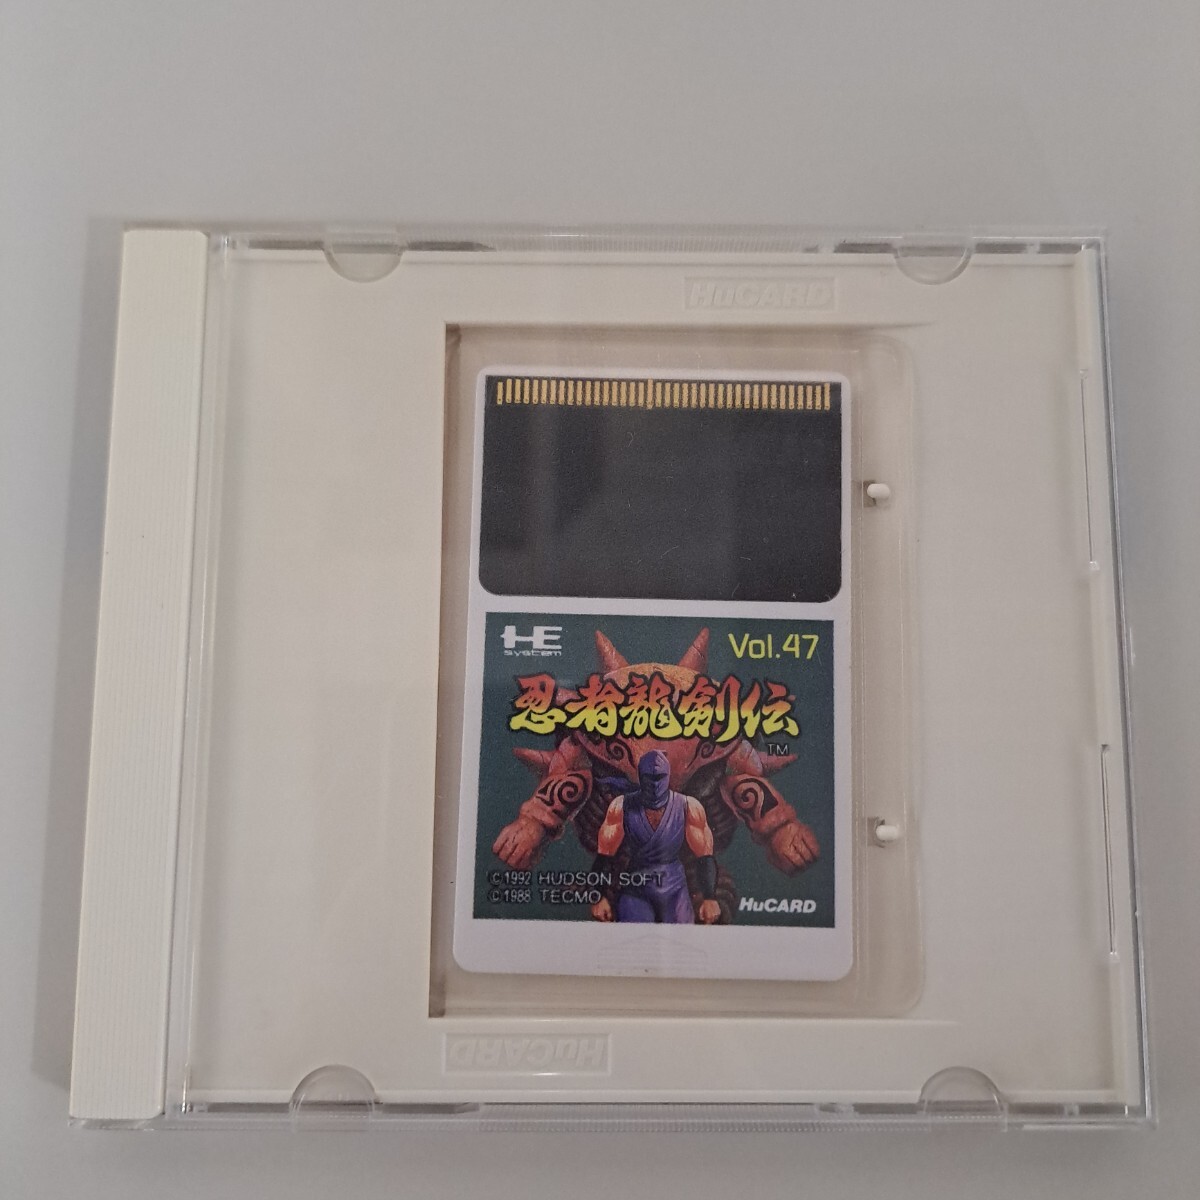 HuCARD
HE
system
Vol.47
忍者龍剣伝
TM
©1992 HUDSON SOFT
©1988 TECMO
HuCARD
HuCARD